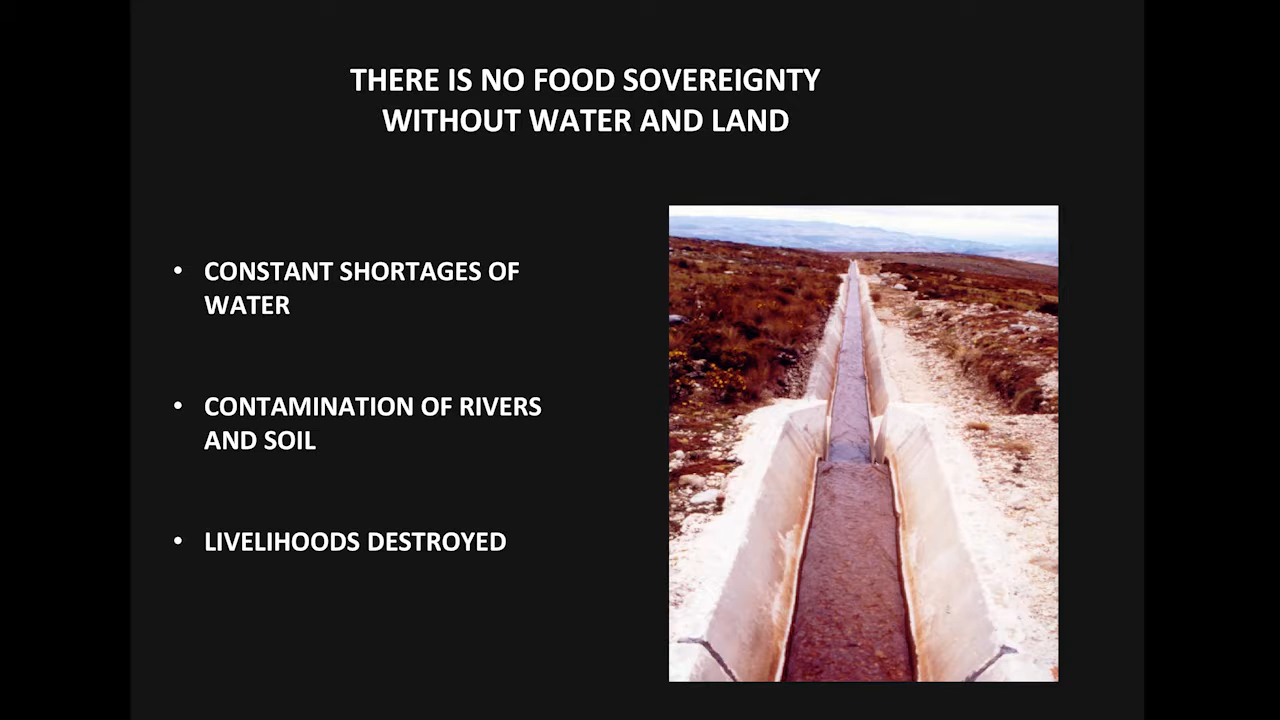 THERE IS NO FOOD SOVEREIGNTY
WITHOUT WATER AND LAND
• CONSTANT SHORTAGES OF
WATER
• CONTAMINATION OF RIVERS
AND SOIL
• LIVELIHOODS DESTROYED